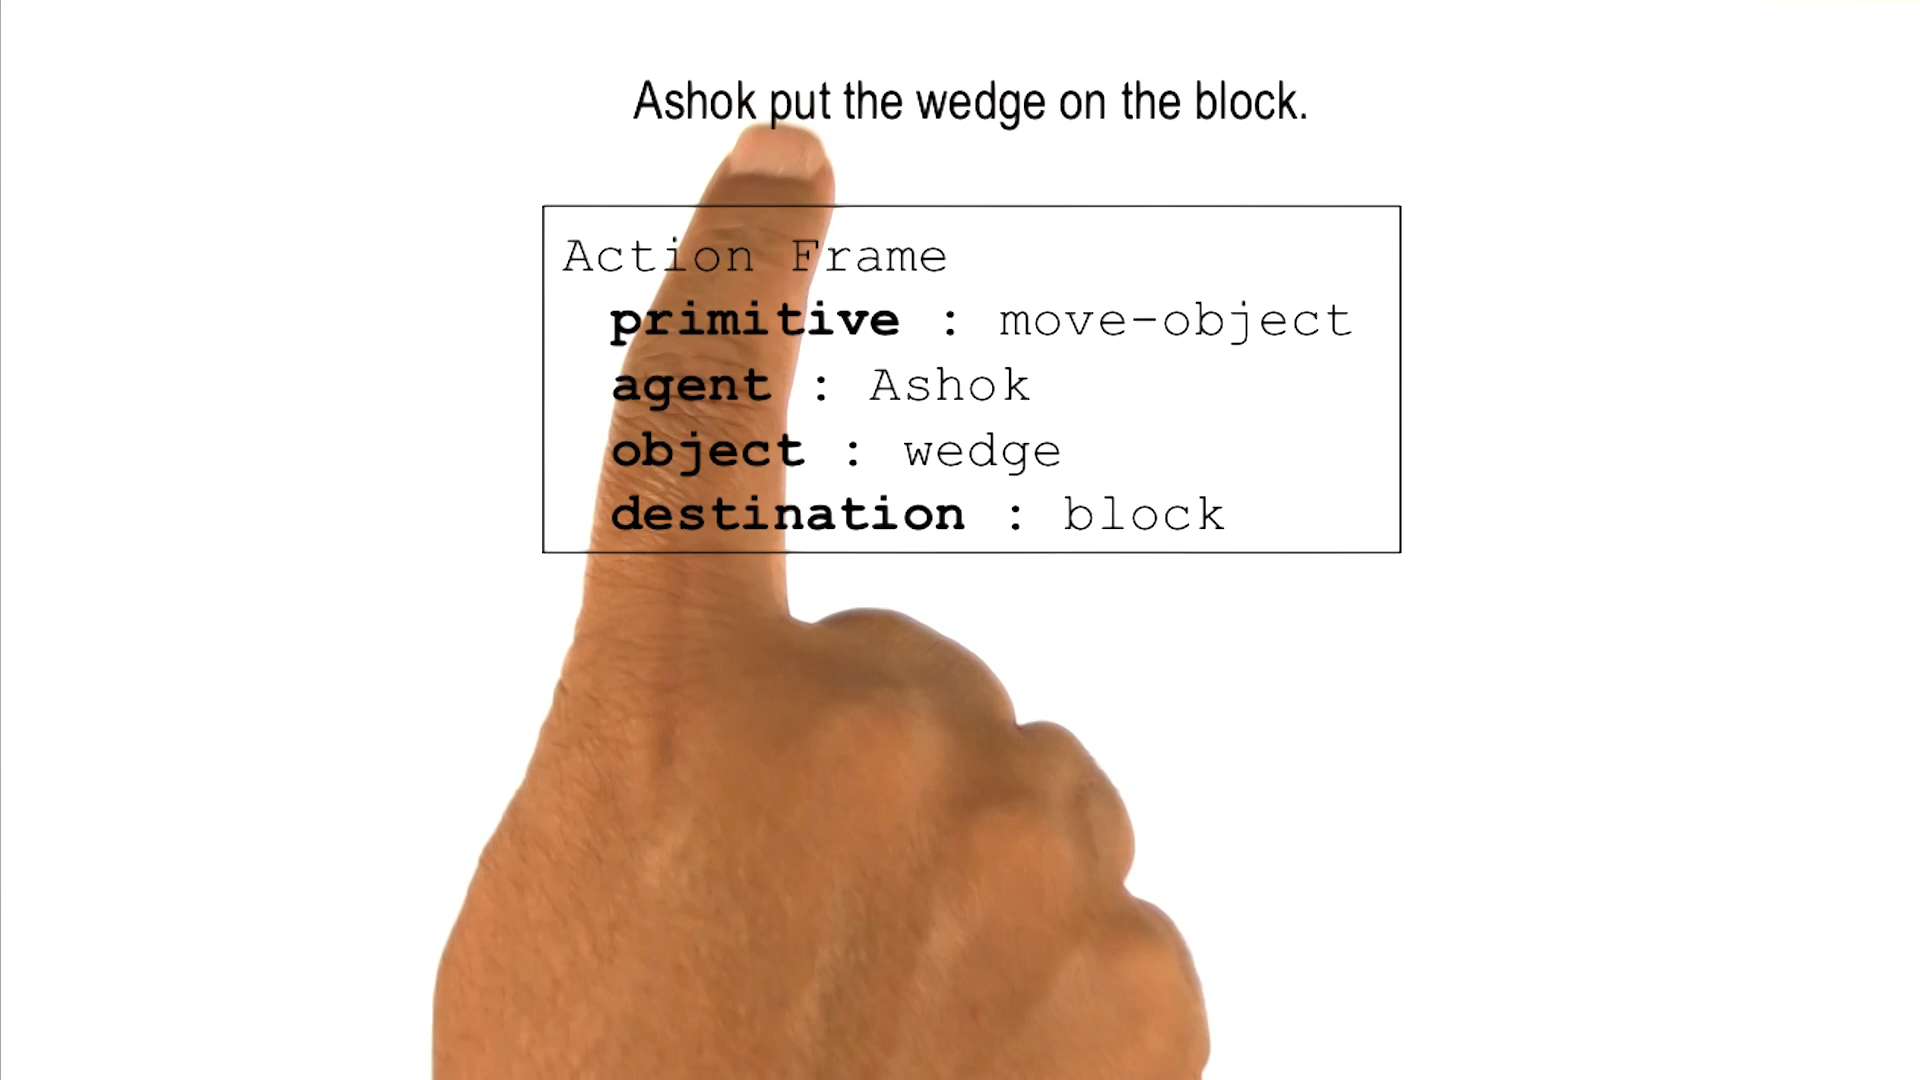 Ashok put the wedge on the block.
Action Frame
primitive : move-object
agent : Ashok
object : wedge
destination : block